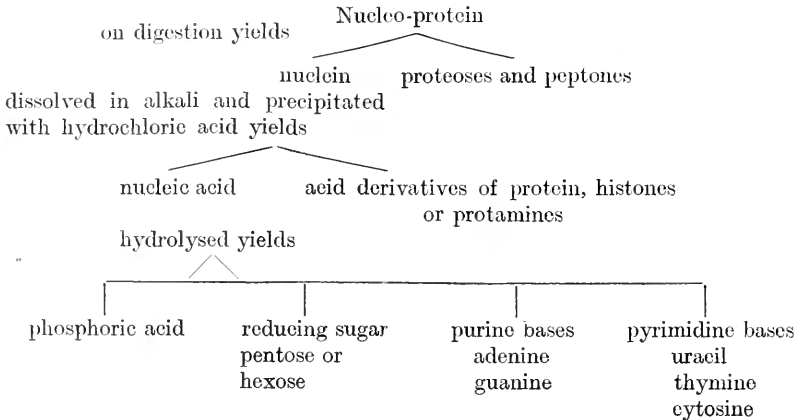 Nucleo-protein
on digestion yields
nuclein proteoses and peptones
dissolved in alkali and precipitated
with hydrochloric acid yields
nucleic acid acid derivatives of protein, histones
or protamines
hydrolysed yields
phosphoric acid reducing sugar purine bases pyrimidine bases
pentose or adenine uracil
hexose guanine thymine
cytosine